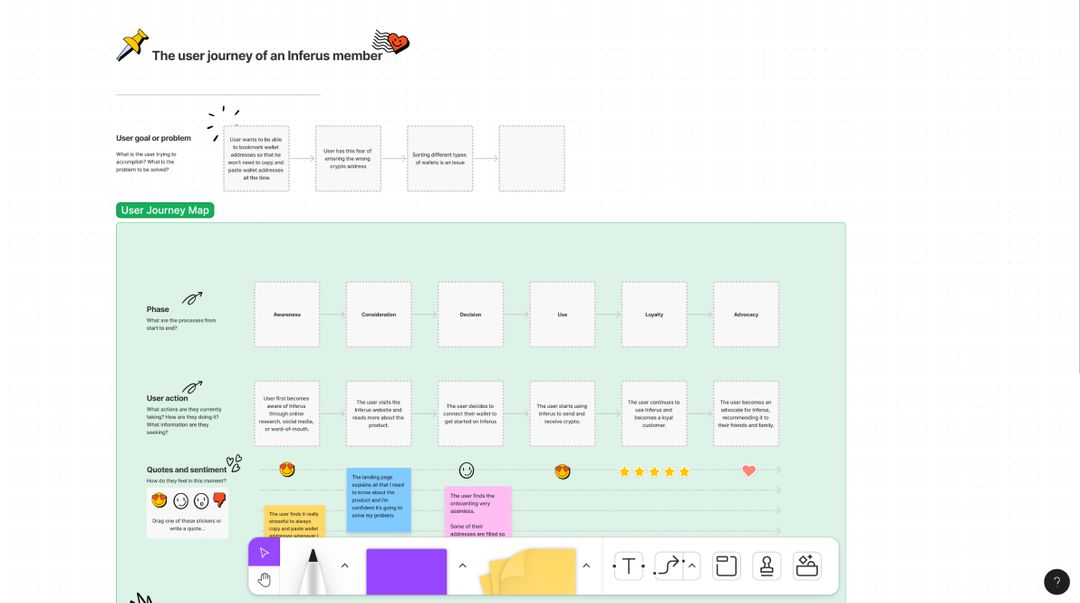 The user journey of an Inferus member
User goal or problem
What is the user trying to
accomplish? What is the
problem to be solved?
User wants to be able
to bookmark wallet
addresses so that he
won't need to copy and
paste wallet addresses
all the time
User has this fear of
entering the wrong
crypto address
Sorting different types
of wallets is an issue
User Journey Map
Phase
What are the processes from
start to end?
Awareness
Consideration
Decision
Use
Loyalty
Advocacy
User action
What actions are they currently
taking? How are they doing it?
What information are they
seeking?
User first becomes
aware of Inferus
through online
research, social media,
or word-of-mouth.
The user visits the
Inferus website and
reads more about the
product.
The user decides to
connect their wallet to
get started on Inferus
The user starts using
Inferus to send and
receive crypto.
The user continues to
use Inferus and
becomes a loyal
customer.
The user becomes an
advocate for Inferus,
recommending it to
their friends and family.
Quotes and sentiment
How do they feel in this moment?
Drag one of these stickers or
write a quote...
The user finds it really
stressful to always
copy and paste wallet
addresses whenever I
The landing page
explains all that I need
to know about the
product and I'm
confident it's going to
solve my problem.
The user finds the
onboarding very
seamless.
Some of their
addresses are filled so
T
?